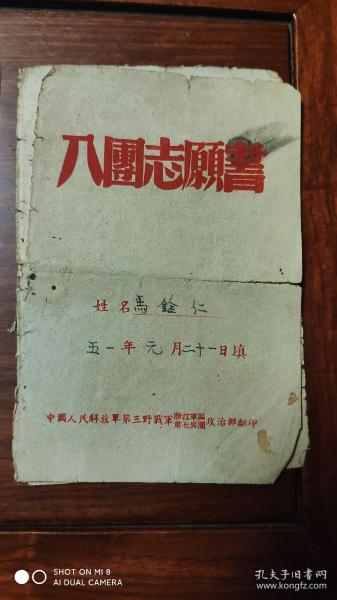 入團志願書
姓名馬銓仁
五一年元月二十一日填
中國人民解放軍第三野戰軍浙江軍區第七兵團政治部翻印
SHOT ON MI 8
AI DUAL CAMERA
孔夫子旧书网
www.kongfz.com